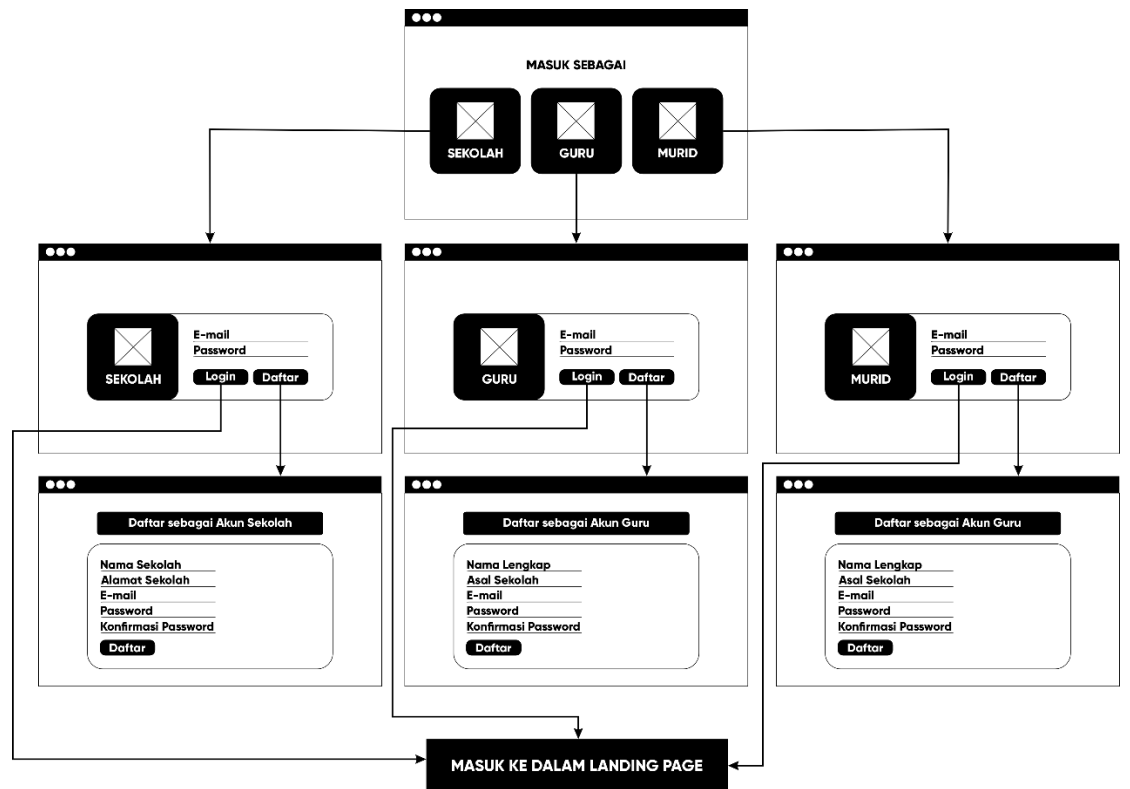 MASUK SEBAGAI
SEKOLAH
GURU
MURID
SEKOLAH
E-mail
Password
Login
Daftar
GURU
E-mail
Password
Login
Daftar
MURID
E-mail
Password
Login
Daftar
Daftar sebagai Akun Sekolah
Nama Sekolah
Alamat Sekolah
E-mail
Password
Konfirmasi Password
Daftar
Daftar sebagai Akun Guru
Nama Lengkap
Asal Sekolah
E-mail
Password
Konfirmasi Password
Daftar
Daftar sebagai Akun Guru
Nama Lengkap
Asal Sekolah
E-mail
Password
Konfirmasi Password
Daftar
MASUK KE DALAM LANDING PAGE